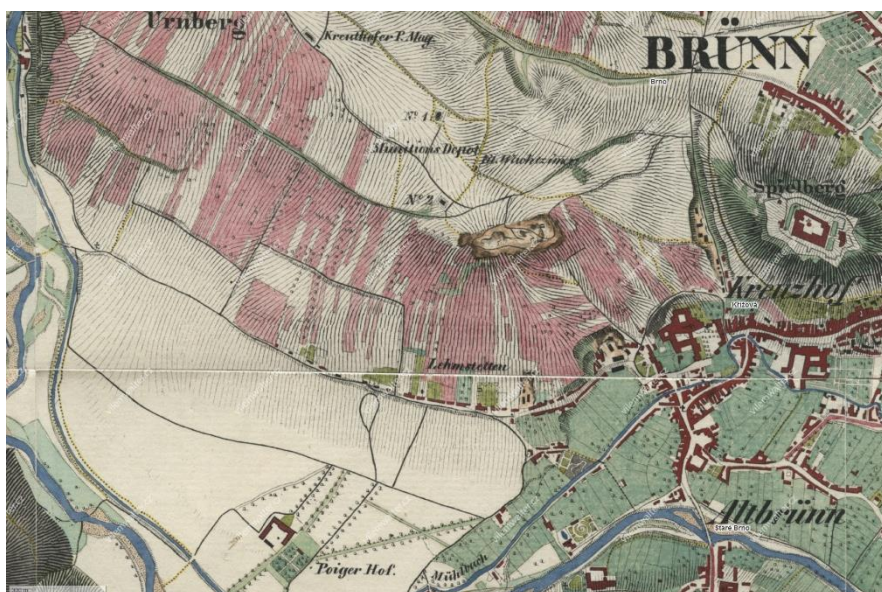 Urnberg
Kreuthofer P. Mag.
BRÜNN
Brno
Nº 1
Munitions Depot
Nº 2
Spielberg
Kreuzhof
Křížová
Lehmstetten
Altbrünn
Staré Brno
Poiger Hof.
Mühlbach